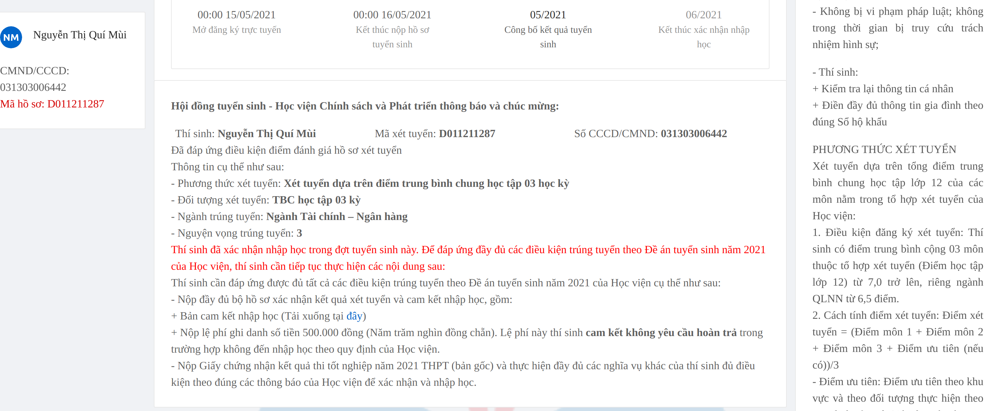 Nguyễn Thị Quí Mùi
NM
CMND/CCCD:
031303006442
Mã hồ sơ: D011211287
00:00 15/05/2021
Mở đăng ký trực tuyến
00:00 16/05/2021
Kết thúc nộp hồ sơ
tuyển sinh
05/2021
Công bố kết quả tuyển
sinh
06/2021
Kết thúc xác nhận nhập
học
Hội đồng tuyển sinh - Học viện Chính sách và Phát triển thông báo và chúc mừng:
Thí sinh: Nguyễn Thị Quí Mùi Mã xét tuyển: D011211287 Số CCCD/CMND: 031303006442
Đã đáp ứng điều kiện điểm đánh giá hồ sơ xét tuyển
Thông tin cụ thể như sau:
- Phương thức xét tuyển: Xét tuyển dựa trên điểm trung bình chung học tập 03 học kỳ
- Đối tượng xét tuyển: TBC học tập 03 kỳ
- Ngành trúng tuyển: Ngành Tài chính – Ngân hàng
- Nguyện vọng trúng tuyển: 3
Thí sinh đã xác nhận nhập học trong đợt tuyển sinh này. Để đáp ứng đầy đủ các điều kiện trúng tuyển theo Đề án tuyển sinh năm 2021
của Học viện, thí sinh cần tiếp tục thực hiện các nội dung sau:
Thí sinh cần đáp ứng được đủ tất cả các điều kiện trúng tuyển theo Đề án tuyển sinh năm 2021 của Học viện cụ thể như sau:
- Nộp đầy đủ bộ hồ sơ xác nhận kết quả xét tuyển và cam kết nhập học, gồm:
+ Bản cam kết nhập học (Tải xuống tại đây)
+ Nộp lệ phí ghi danh số tiền 500.000 đồng (Năm trăm nghìn đồng chẵn). Lệ phí này thí sinh cam kết không yêu cầu hoàn trả trong
trường hợp không đến nhập học theo quy định của Học viện.
- Nộp Giấy chứng nhận kết quả thi tốt nghiệp năm 2021 THPT (bản gốc) và thực hiện đầy đủ các nghĩa vụ khác của thí sinh đủ điều
kiện theo đúng các thông báo của Học viện để xác nhận và nhập học.
- Không bị vi phạm pháp luật; không
trong thời gian bị truy cứu trách
nhiệm hình sự;
- Thí sinh:
+ Kiểm tra lại thông tin cá nhân
+ Điền đầy đủ thông tin gia đình theo
đúng Sổ hộ khẩu
PHƯƠNG THỨC XÉT TUYỂN
Xét tuyển dựa trên tổng điểm trung
bình chung học tập lớp 12 của các
môn nằm trong tổ hợp xét tuyển của
Học viện:
1. Điều kiện đăng ký xét tuyển: Thí
sinh có điểm trung bình cộng 03 môn
thuộc tổ hợp xét tuyển (Điểm học tập
lớp 12) từ 7,0 trở lên, riêng ngành
QLNN từ 6,5 điểm.
2. Cách tính điểm xét tuyển: Điểm xét
tuyển = (Điểm môn 1 + Điểm môn 2
+ Điểm môn 3 + Điểm ưu tiên (nếu
có))/3
- Điểm ưu tiên: Điểm ưu tiên theo khu
vực và theo đối tượng thực hiện theo